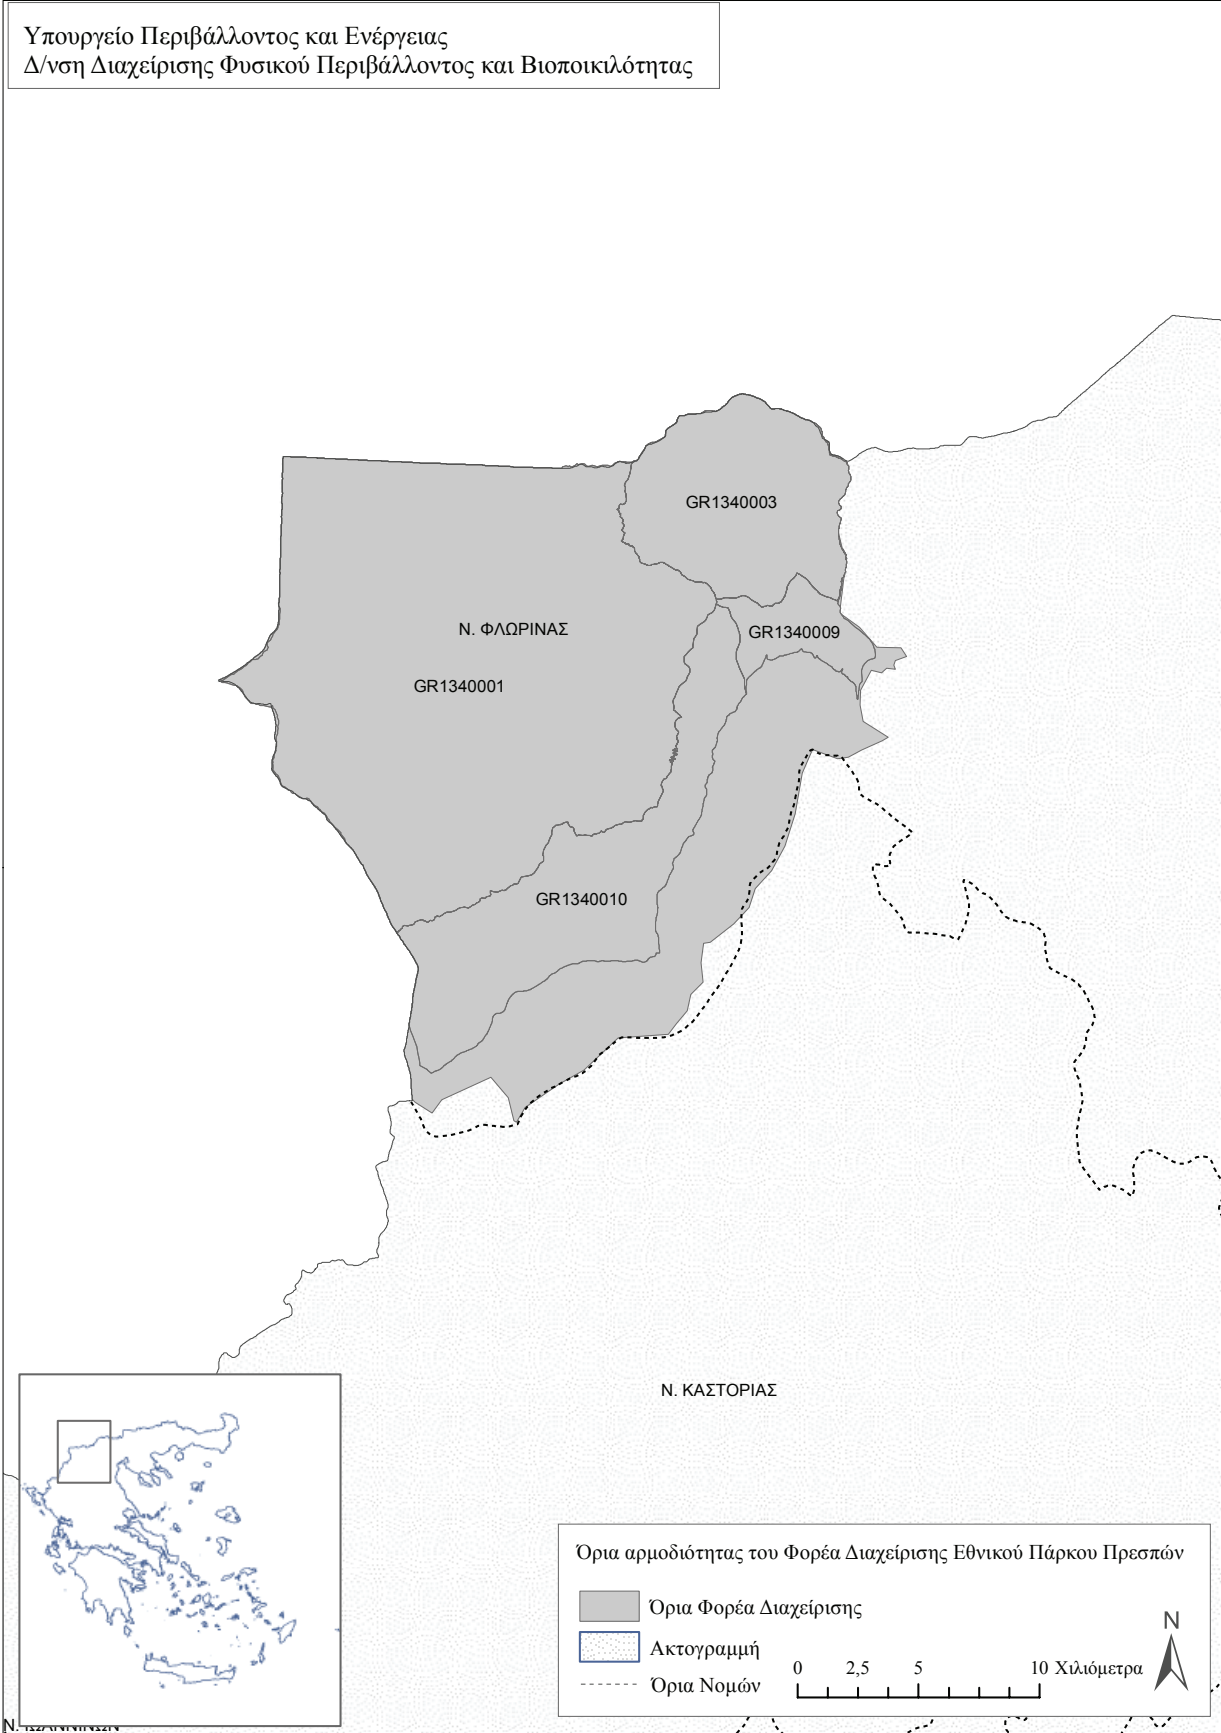 Υπουργείο Περιβάλλοντος και Ενέργειας
Δ/νση Διαχείρισης Φυσικού Περιβάλλοντος και Βιοποικιλότητας
GR1340003
Ν. ΦΛΩΡΙΝΑΣ
GR1340009
GR1340001
GR1340010
Ν. ΚΑΣΤΟΡΙΑΣ
Όρια αρμοδιότητας του Φορέα Διαχείρισης Εθνικού Πάρκου Πρεσπών
Όρια Φορέα Διαχείρισης
Ακτογραμμή
Όρια Νομών
0 2,5 5 10 Χιλιόμετρα
N
Ν. ΙΩΑΝΝΙΝΩΝ